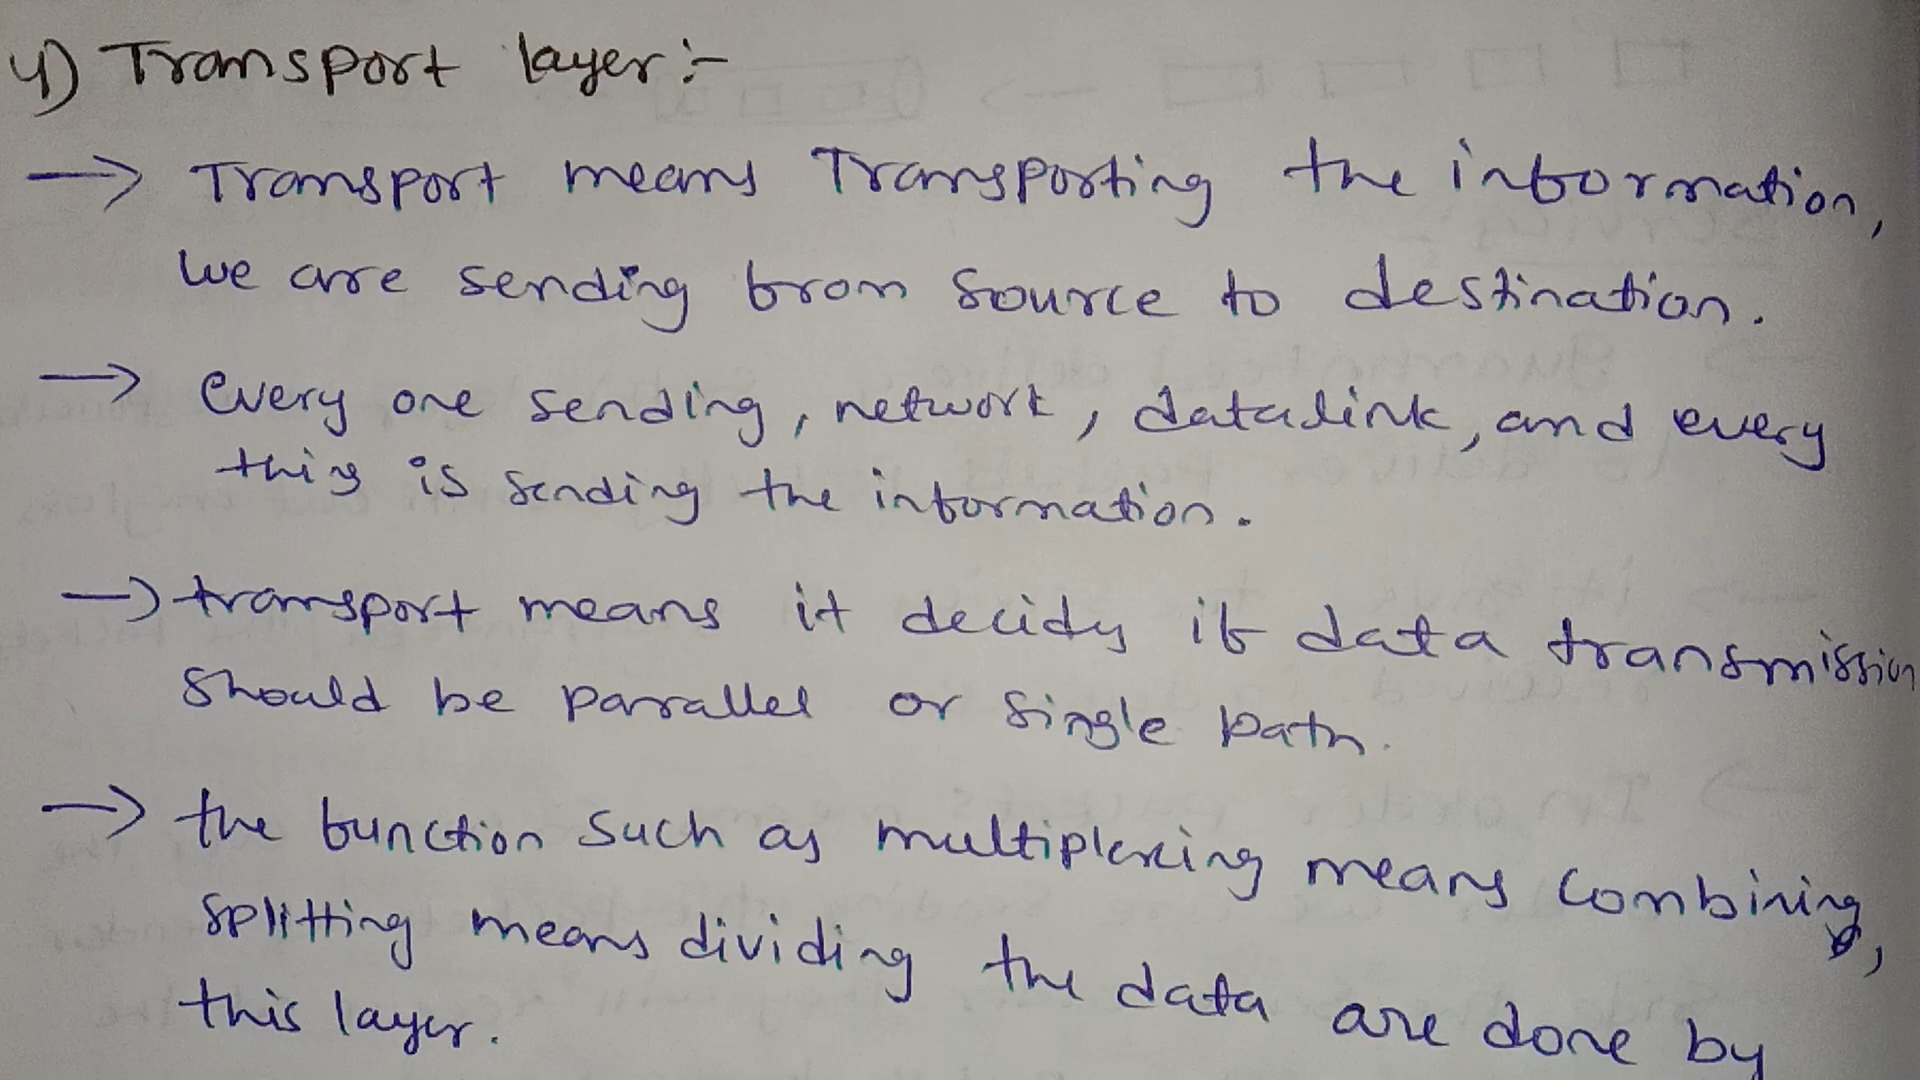 4) Transport layer :-
→ Transport means Transporting the information,
we are sending from source to destination.
→ every one sending, network, datalink, and every
this is sending the information.
→ transport means it decides if data transmission
should be parallel or single path.
→ the function such as multiplexing means combining,
splitting means dividing the data are done by
this layer.